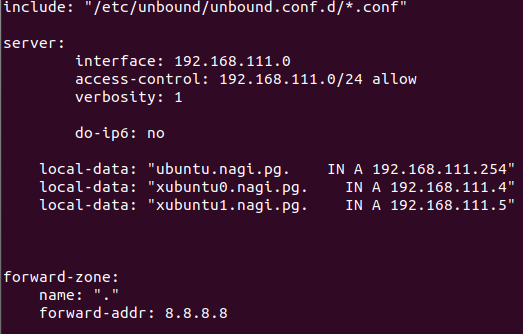 include: "/etc/unbound/unbound.conf.d/*.conf"
server:
interface: 192.168.111.0
access-control: 192.168.111.0/24 allow
verbosity: 1
do-ip6: no
local-data: "ubuntu.nagi.pg.    IN A 192.168.111.254"
local-data: "xubuntu0.nagi.pg.    IN A 192.168.111.4"
local-data: "xubuntu1.nagi.pg.    IN A 192.168.111.5"
forward-zone:
name: "."
forward-addr: 8.8.8.8